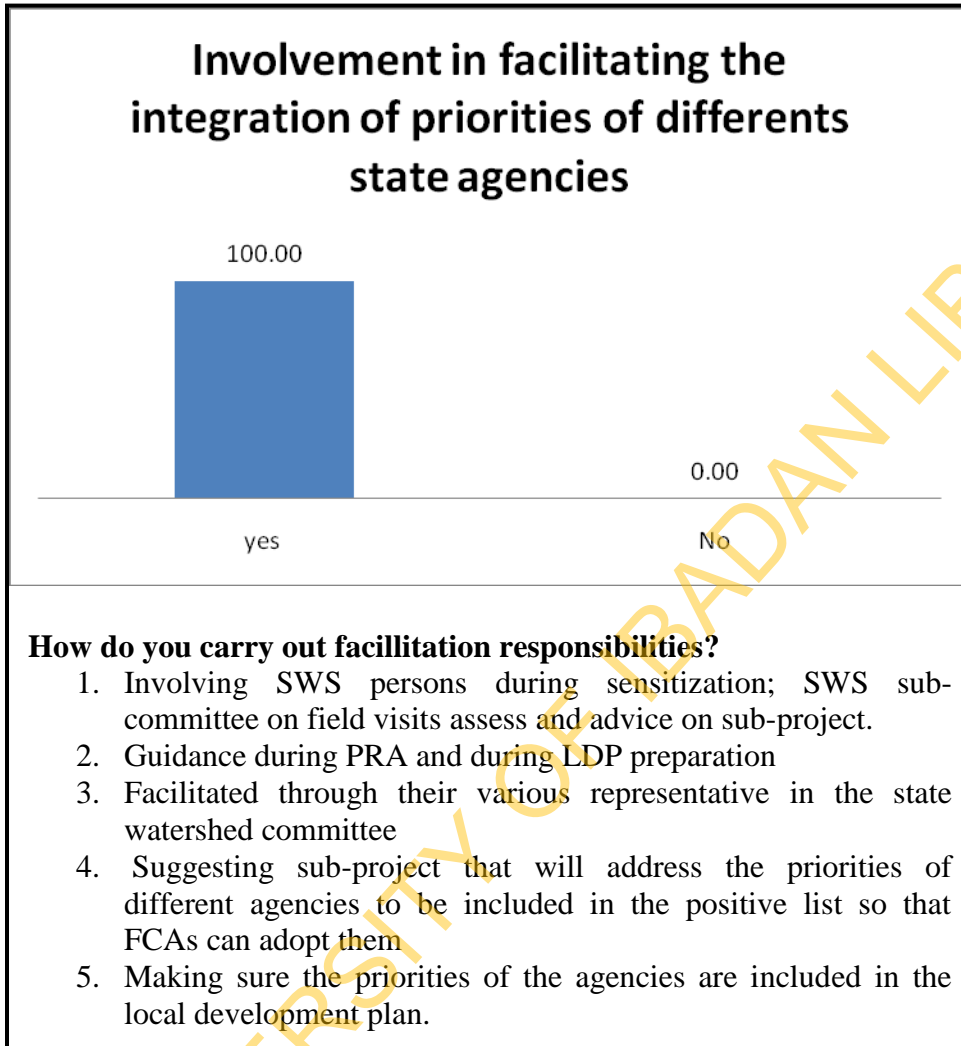 Involvement in facilitating the
integration of priorities of differents
state agencies
100.00
0.00
yes
No
How do you carry out facillitation responsibilities?
1. Involving SWS persons during sensitization; SWS sub-
committee on field visits assess and advice on sub-project.
2. Guidance during PRA and during LDP preparation
3. Facilitated through their various representative in the state
watershed committee
4. Suggesting sub-project that will address the priorities of
different agencies to be included in the positive list so that
FCAs can adopt them
5. Making sure the priorities of the agencies are included in the
local development plan.
ERSITY OF IBADAN LIB